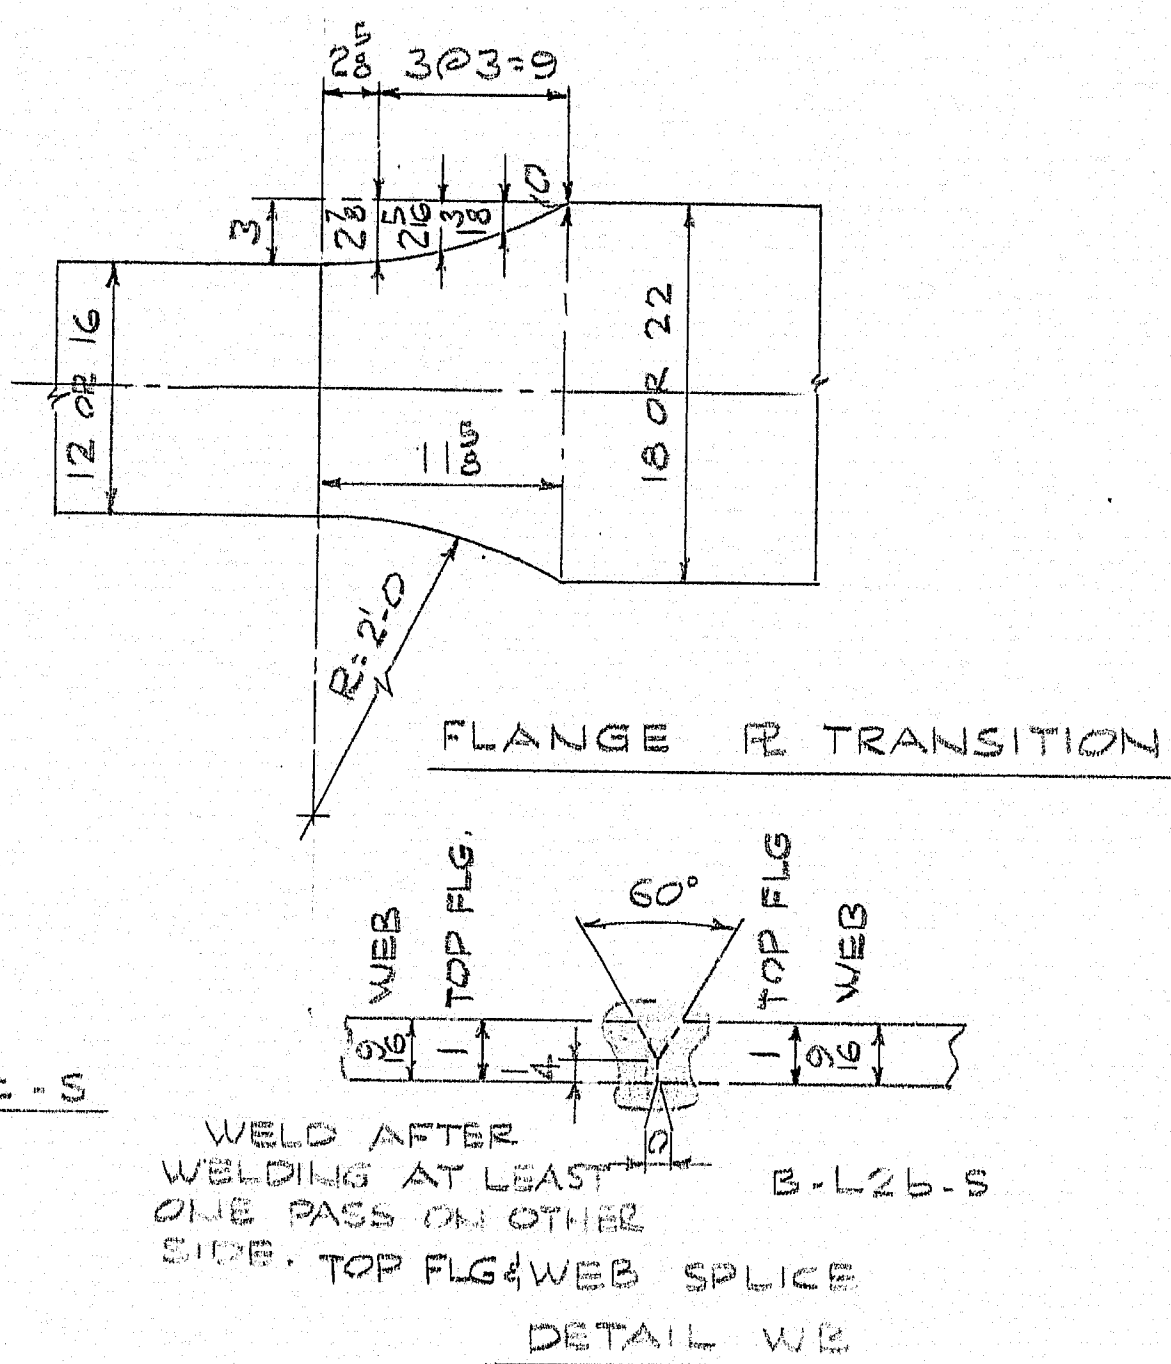 2 5/8 3@3=9
3
2 7/8
2 5/16
1 3/8
0
12 OR 16
18 OR 22
11 5/8
R=2'-0
FLANGE PL TRANSITION
WEB
TOP FLG.
60°
TOP FLG
WEB
9/16
1
1/4
1
9/16
0
- S
WELD AFTER
WELDING AT LEAST
ONE PASS ON OTHER
SIDE.
B-L2b-S
TOP FLG & WEB SPLICE
DETAIL WB